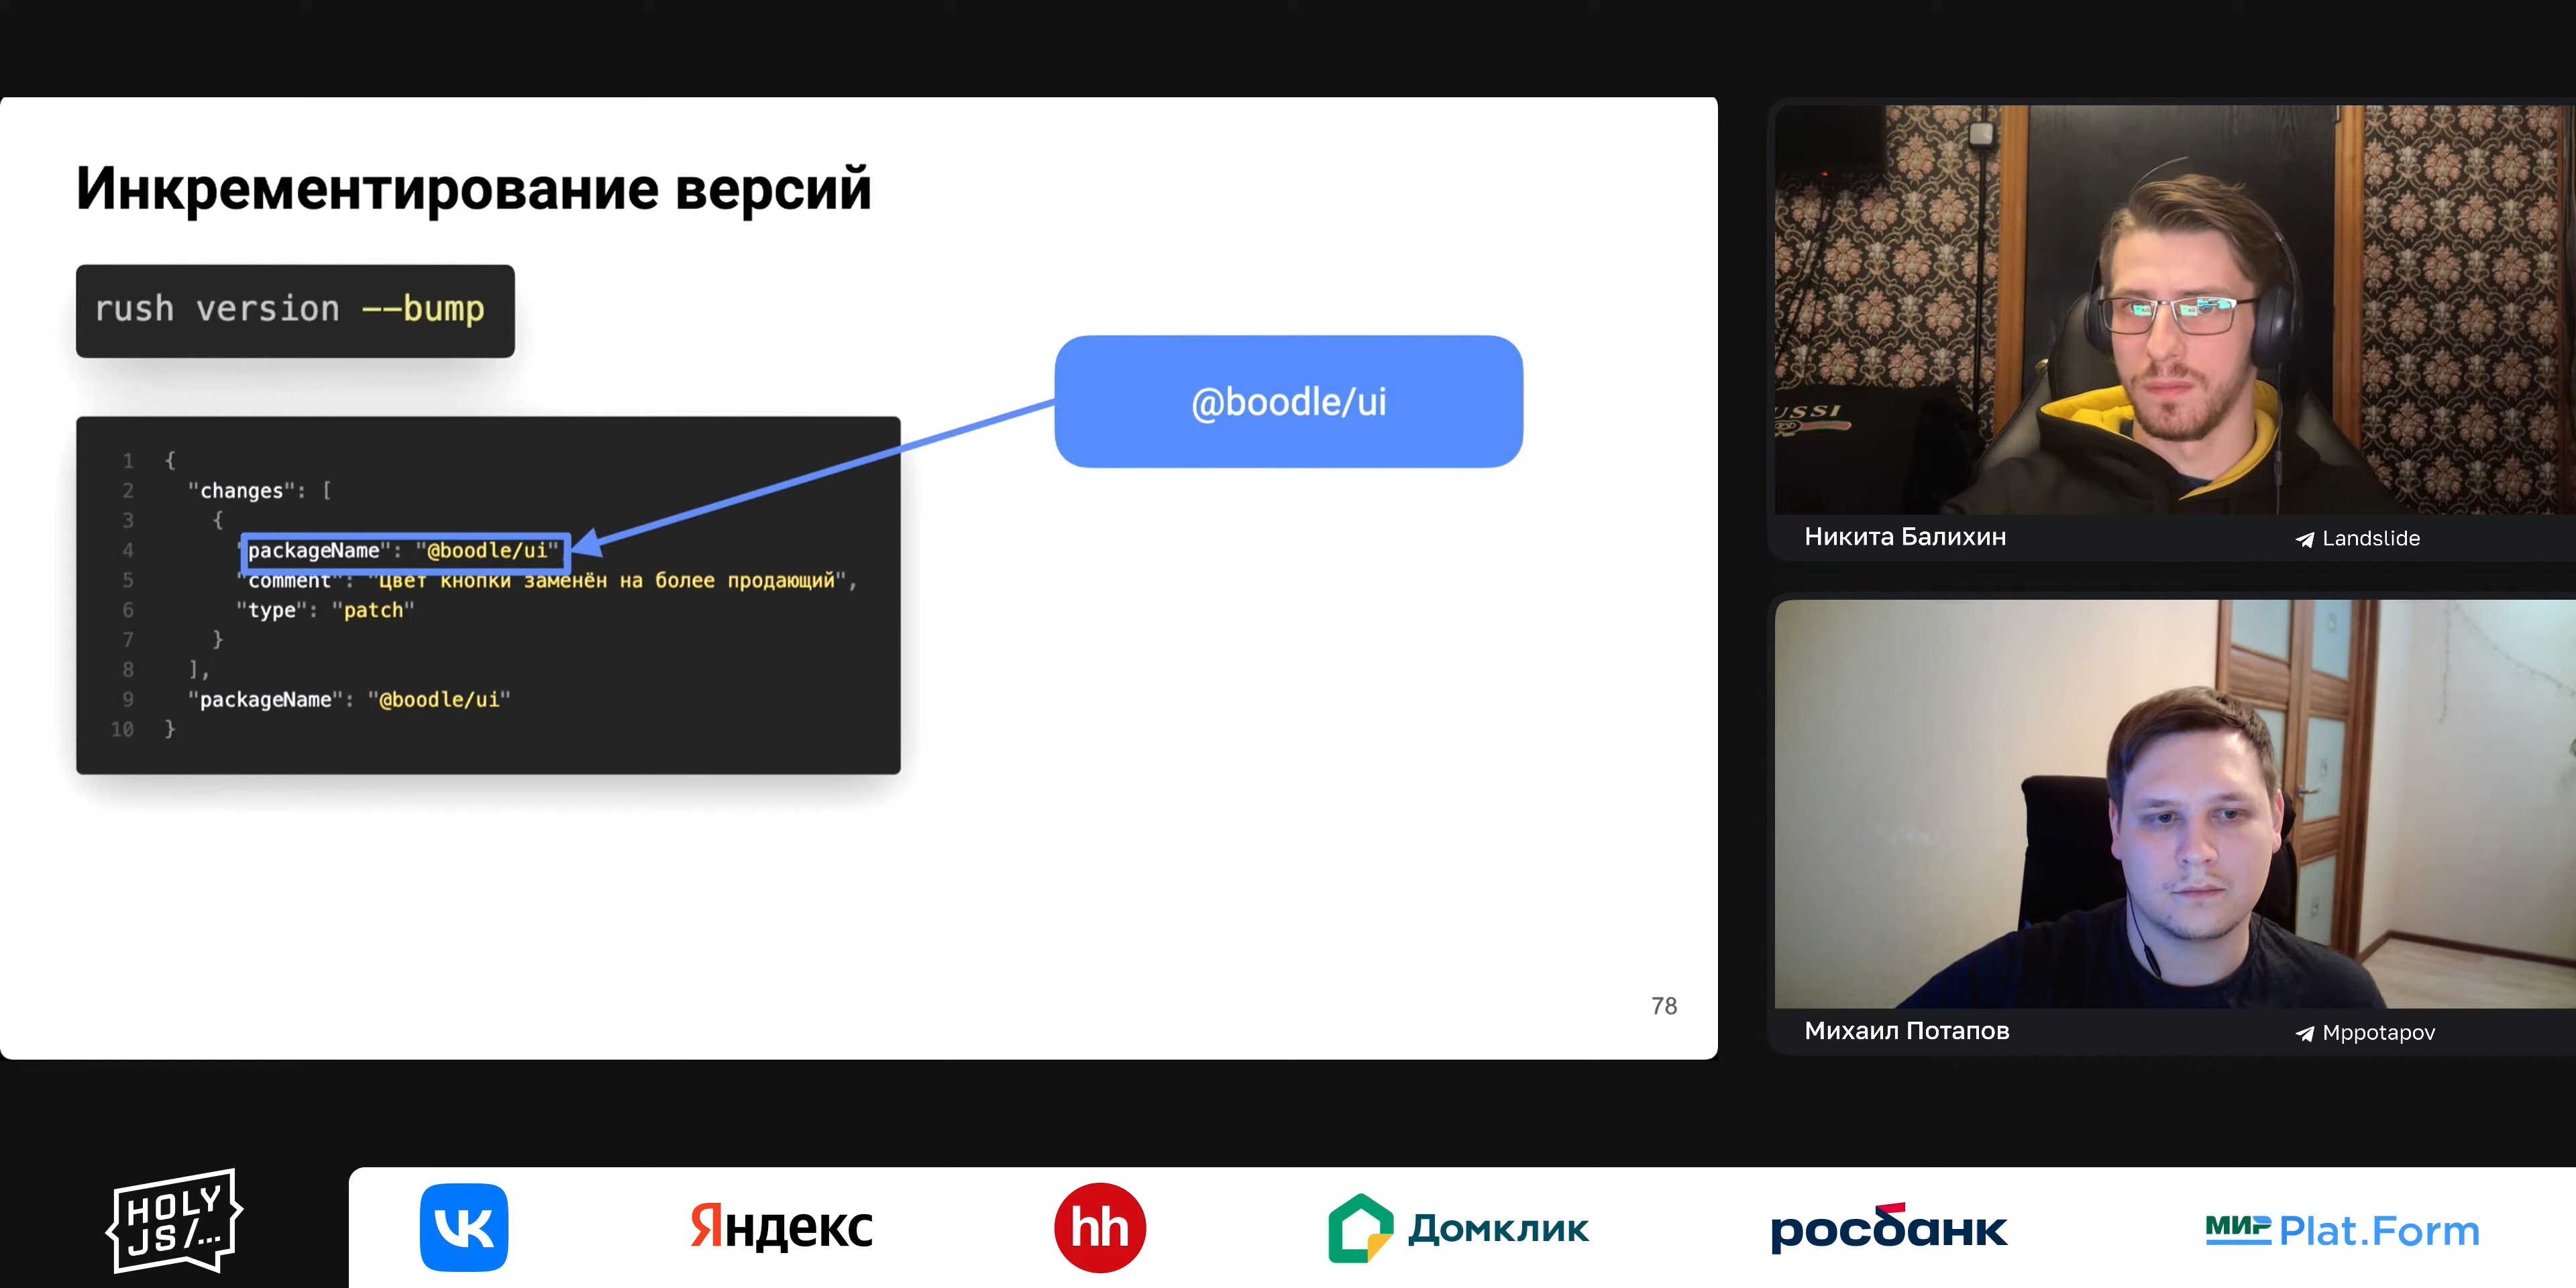 Инкрементирование версий
rush version --bump
@boodle/ui
1 {
2 "changes": [
3 {
4 "packageName": "@boodle/ui"
5 "comment": "Цвет кнопки заменён на более продающий",
6 "type": "patch"
7 }
8 ],
9 "packageName": "@boodle/ui"
10 }
78
USSI
Никита Балихин
Landslide
Михаил Потапов
Mppotapov
HOLY
JS/...
VK
Яндекс
hh
Домклик
росбанк
МИР Plat.Form